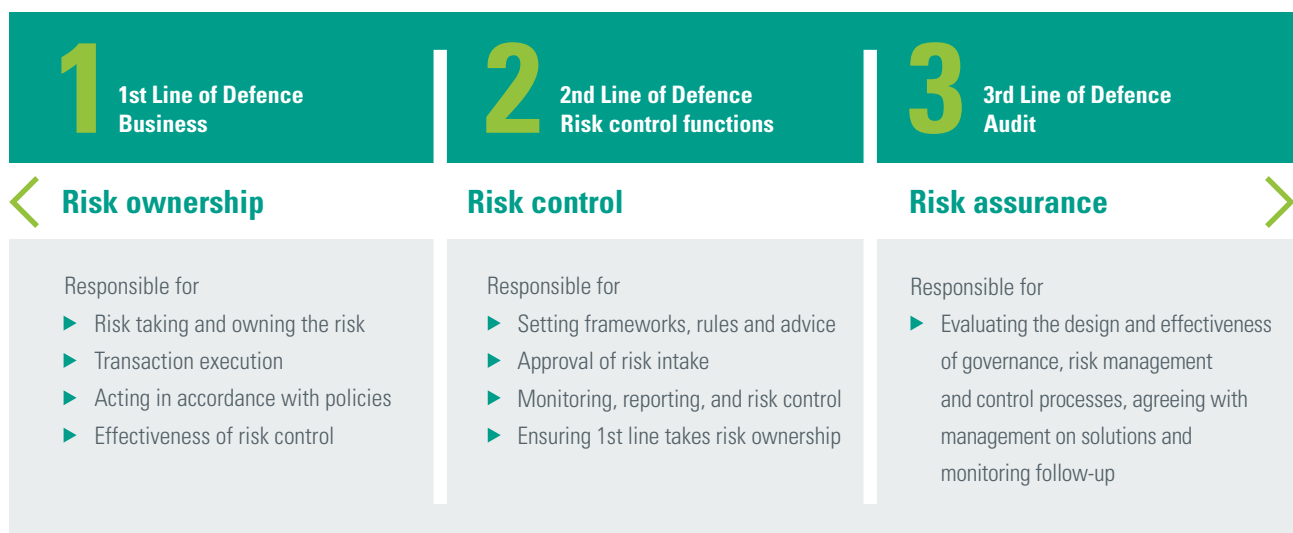 1
1st Line of Defence
Business
Risk ownership
Responsible for
Risk taking and owning the risk
Transaction execution
Acting in accordance with policies
Effectiveness of risk control
2
2nd Line of Defence
Risk control functions
Risk control
Responsible for
Setting frameworks, rules and advice
Approval of risk intake
Monitoring, reporting, and risk control
Ensuring 1st line takes risk ownership
3
3rd Line of Defence
Audit
Risk assurance
Responsible for
Evaluating the design and effectiveness
of governance, risk management
and control processes, agreeing with
management on solutions and
monitoring follow-up